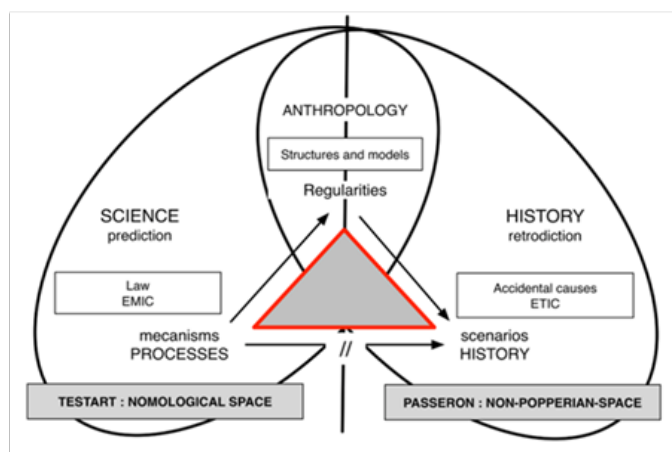 ANTHROPOLOGY
Structures and models
Regularities
SCIENCE
prediction
HISTORY
retrodiction
Law
EMIC
Accidental causes
ETIC
mecanisms
PROCESSES
//
scenarios
HISTORY
TESTART : NOMOLOGICAL SPACE
PASSERON : NON-POPPERIAN-SPACE